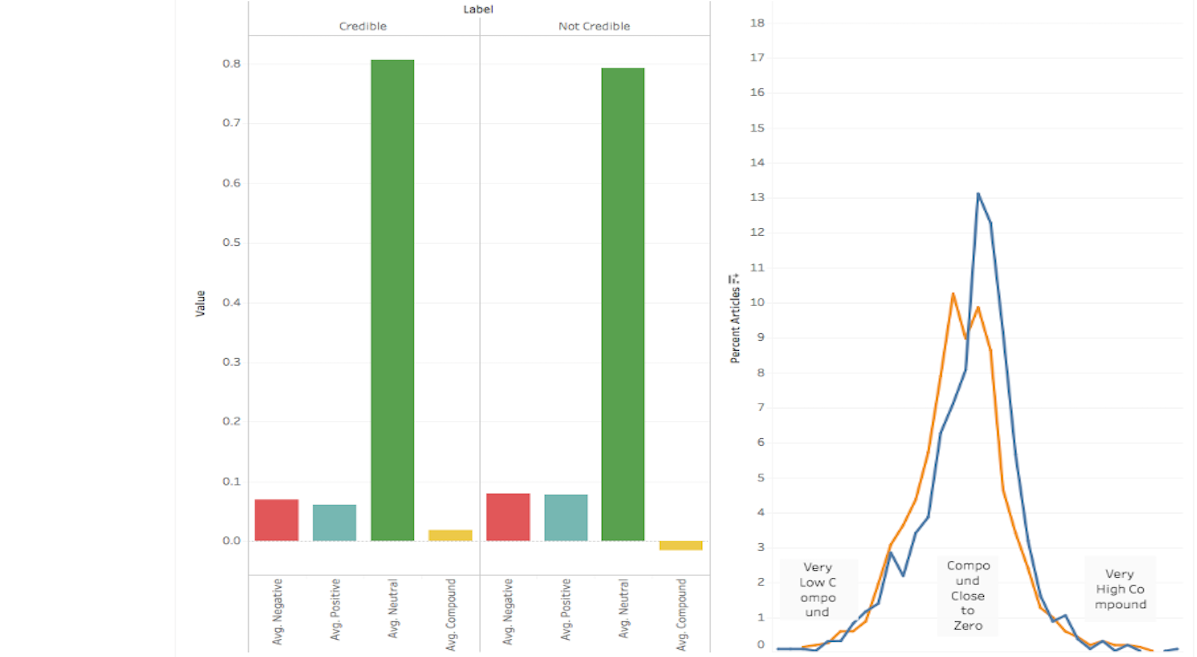 Label
Credible
Not Credible
Value
0.8
0.7
0.6
0.5
0.4
0.3
0.2
0.1
0.0
Avg. Negative
Avg. Positive
Avg. Neutral
Avg. Compound
Avg. Negative
Avg. Positive
Avg. Neutral
Avg. Compound
Percent Articles
18
17
16
15
14
13
12
11
10
9
8
7
6
5
4
3
2
1
0
Very
Low C
ompo
und
Compo
und
Close
to
Zero
Very
High Co
mpound